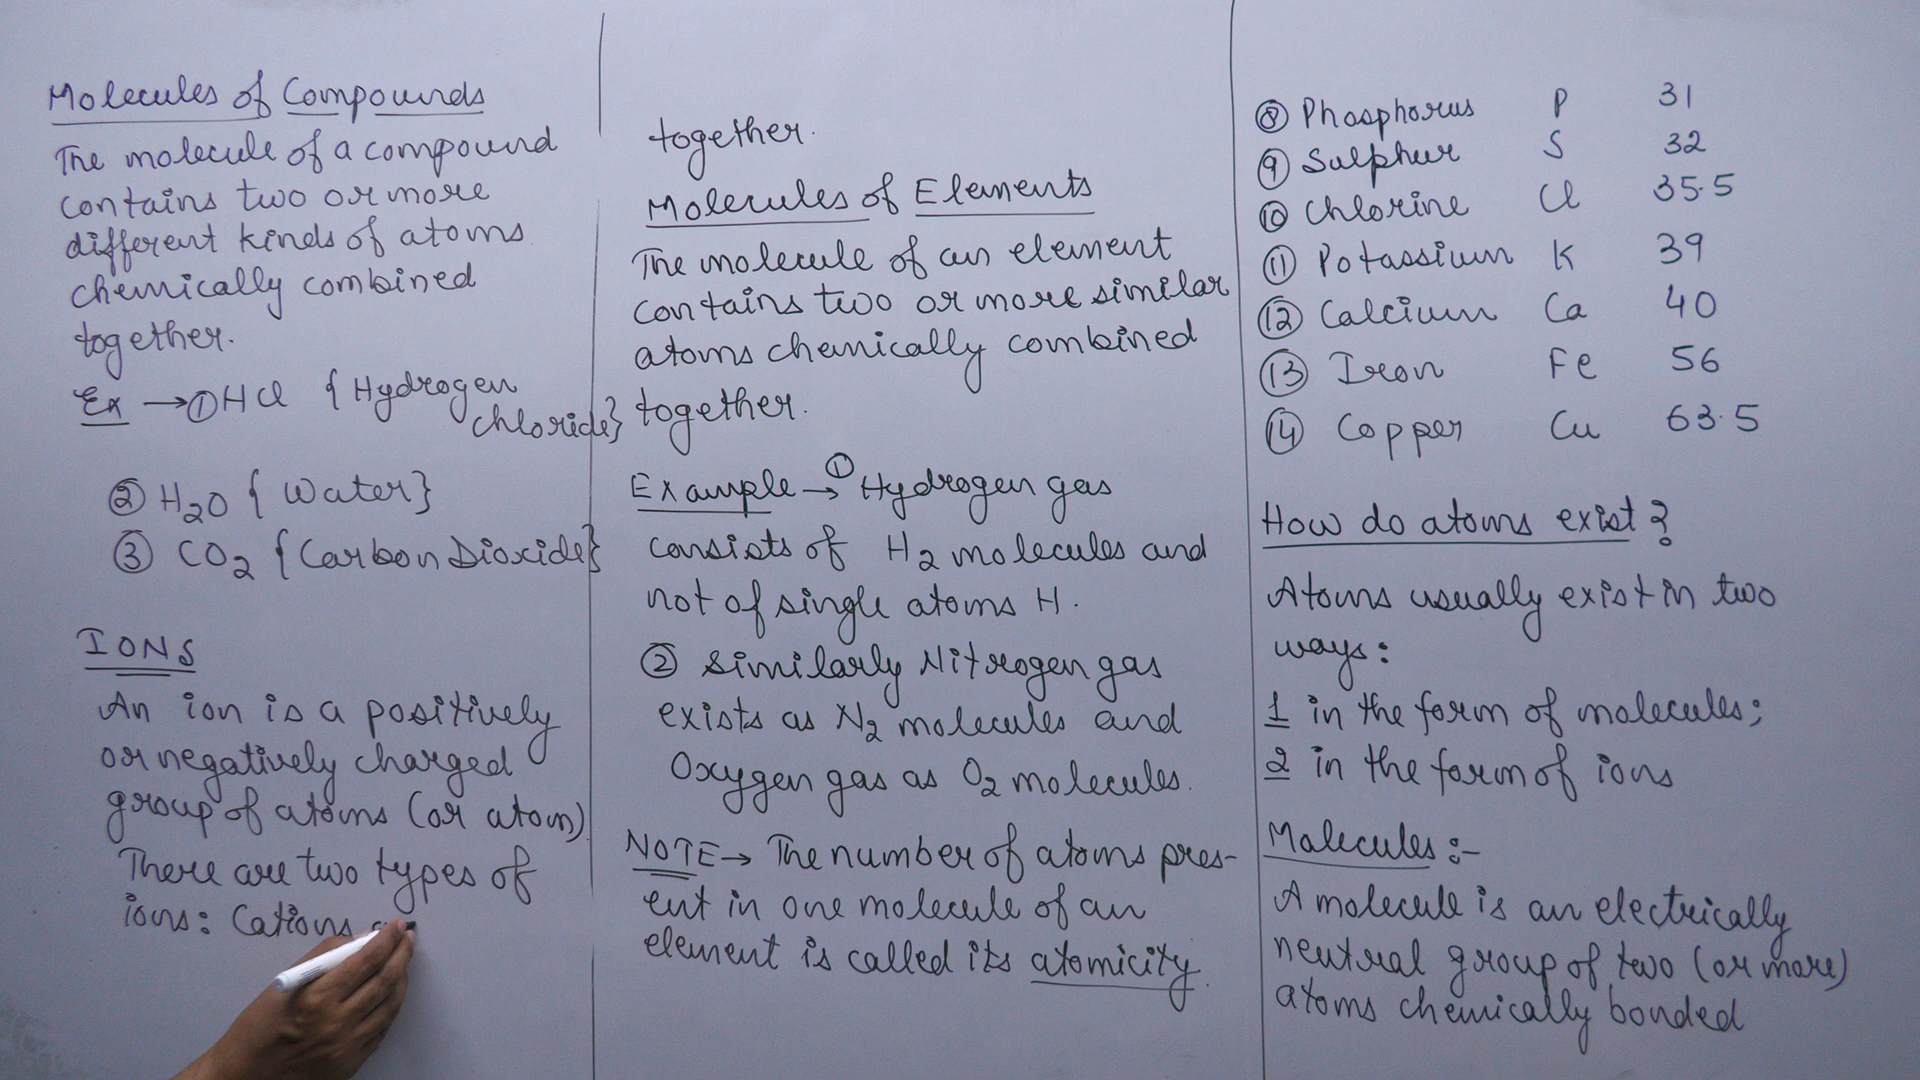 Molecules of Compounds
The molecule of a compound
contains two or more
different kinds of atoms
chemically combined
together.
Ex → ① HCl {Hydrogen
chloride}
② H₂O {Water}
③ CO₂ {Carbon Dioxide}
IONS
An ion is a positively
or negatively charged
group of atoms (or atom).
There are two types of
ions: Cations
together.
Molecules of Elements
The molecule of an element
contains two or more similar
atoms chemically combined
together.
Example → ① Hydrogen gas
consists of H₂ molecules and
not of single atoms H.
② Similarly Nitrogen gas
exists as N₂ molecules and
Oxygen gas as O₂ molecules.
NOTE → The number of atoms pres-
ent in one molecule of an
element is called its atomicity.
⑧ Phosphorus P 31
⑨ Sulphur S 32
⑩ Chlorine Cl 35.5
⑪ Potassium K 39
⑫ Calcium Ca 40
⑬ Iron Fe 56
⑭ Copper Cu 63.5
How do atoms exist?
Atoms usually exist in two
ways:
1 in the form of molecules;
2 in the form of ions
Malecules :-
A molecule is an electrically
neutral group of two (or more)
atoms chemically bonded